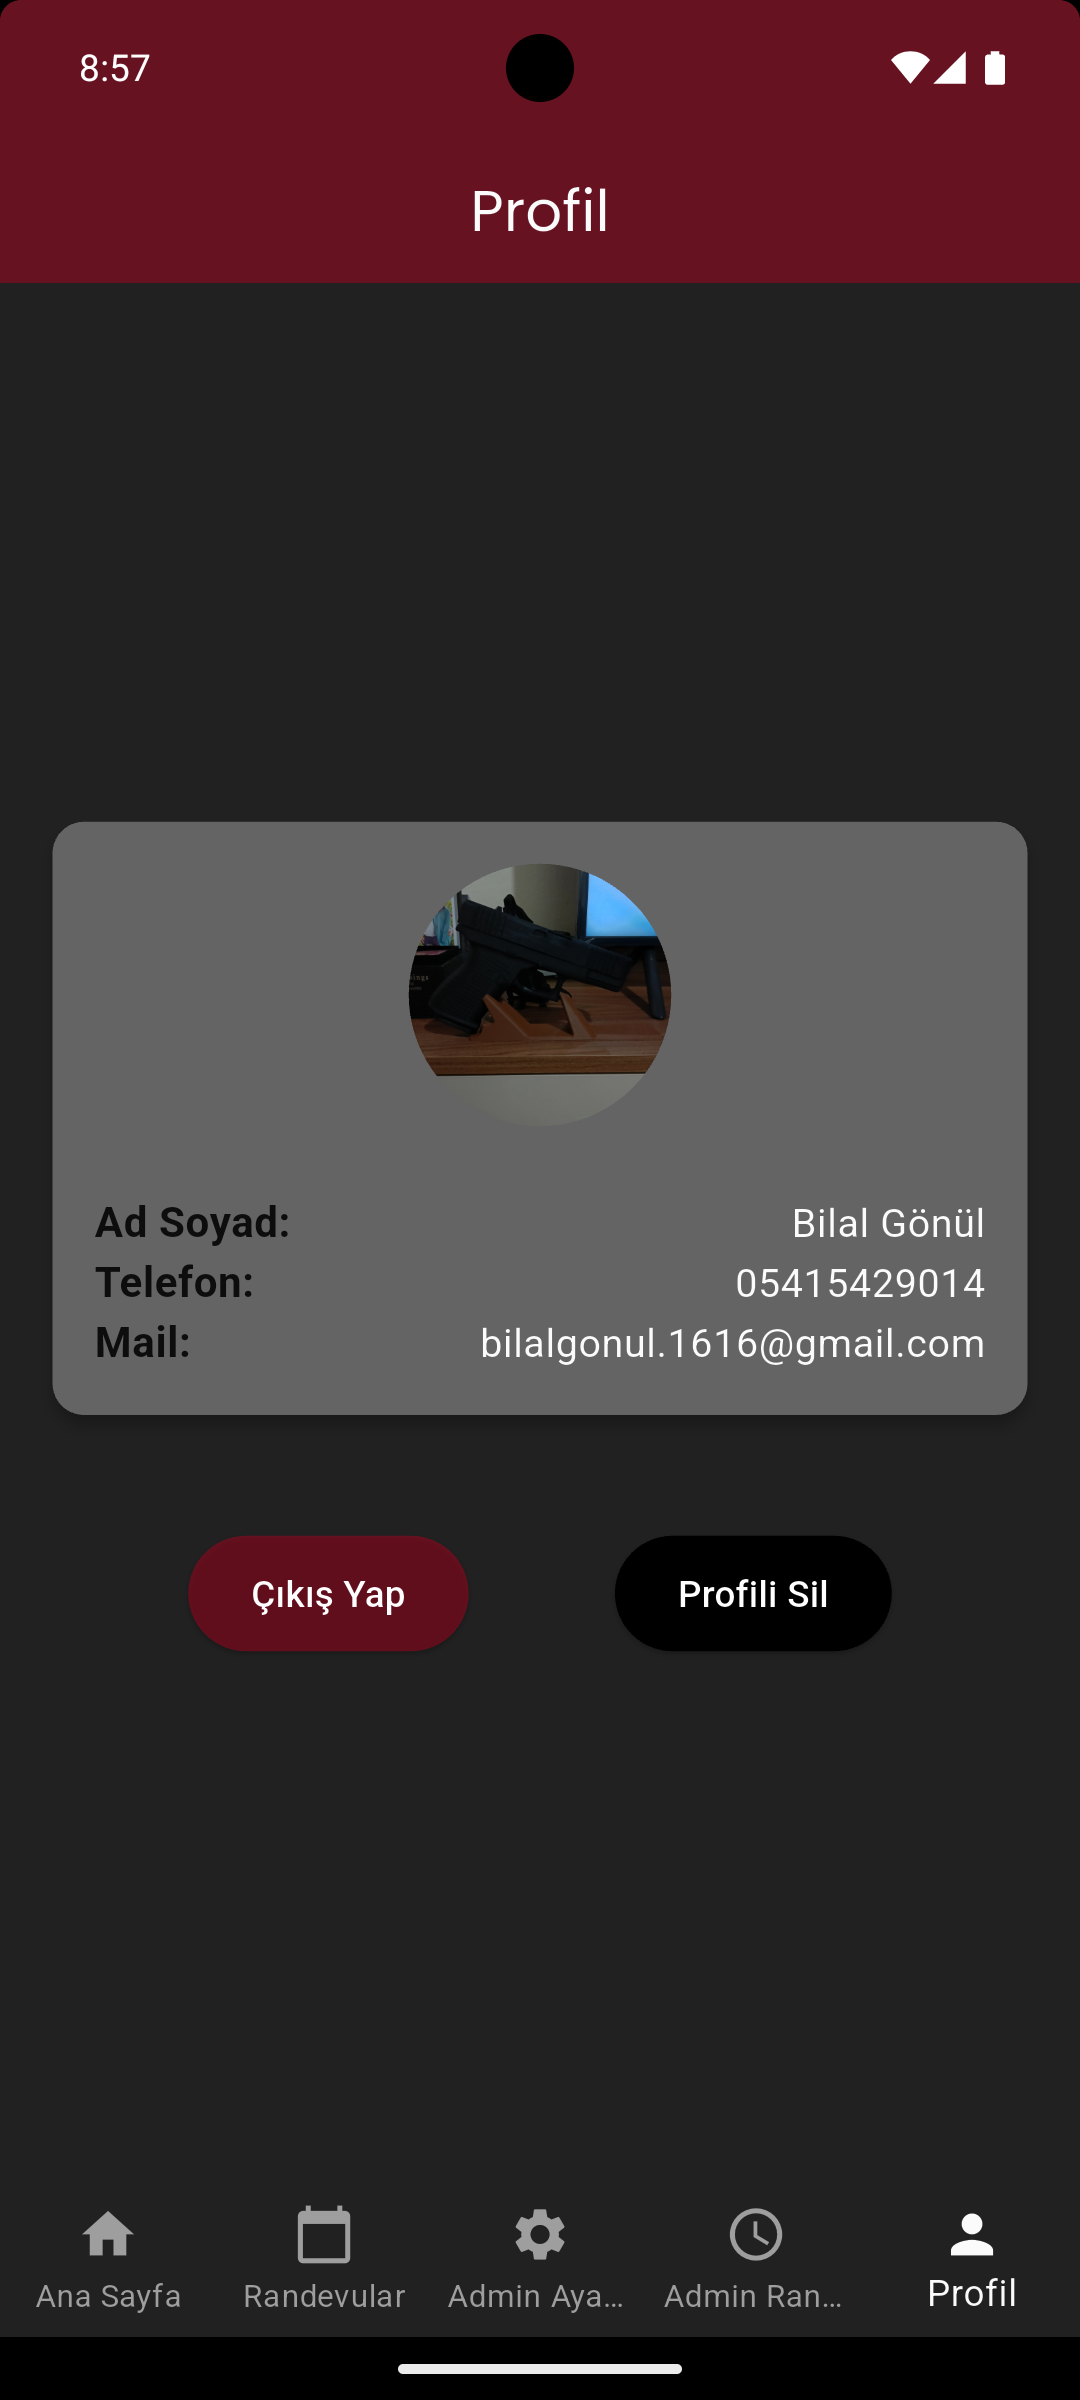 8:57
Profil
Ad Soyad: Bilal Gönül
Telefon: 05415429014
Mail: bilalgonul.1616@gmail.com
Çıkış Yap Profili Sil
Ana Sayfa Randevular Admin Aya... Admin Ran... Profil